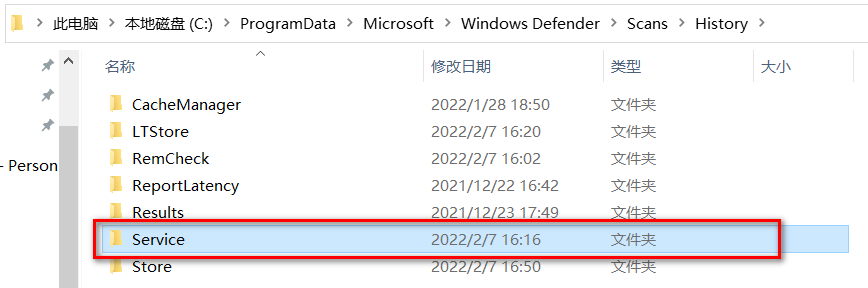 此电脑 > 本地磁盘 (C:) > ProgramData > Microsoft > Windows Defender > Scans > History
名称 修改日期 类型 大小
CacheManager 2022/1/28 18:50 文件夹
LTStore 2022/2/7 16:20 文件夹
RemCheck 2022/2/7 16:02 文件夹
- Person
ReportLatency 2021/12/22 16:42 文件夹
Results 2021/12/23 17:49 文件夹
Service 2022/2/7 16:16 文件夹
Store 2022/2/7 16:50 文件夹